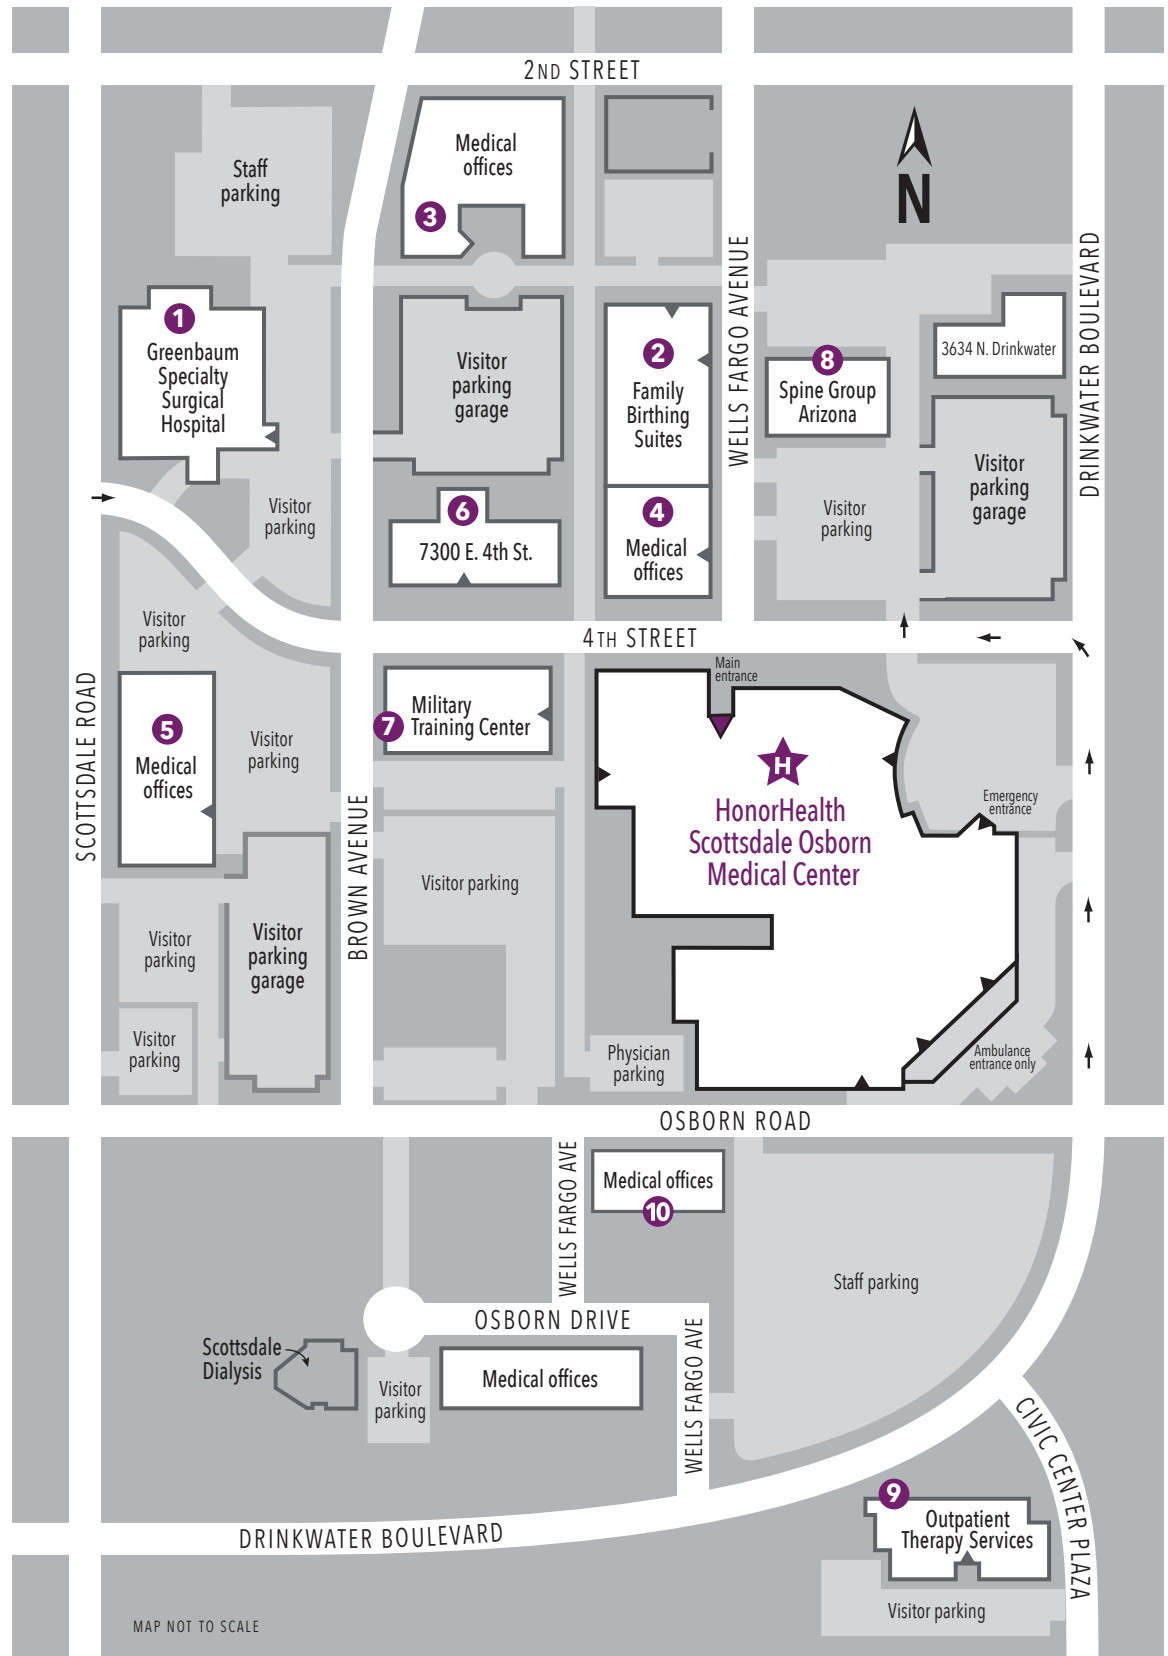 2ND STREET
Staff
parking
Medical
offices
3
N
1
Greenbaum
Specialty
Surgical
Hospital
Visitor
parking
garage
2
Family
Birthing
Suites
WELLS FARGO AVENUE
8
Spine Group
Arizona
3634 N. Drinkwater
DRINKWATER BOULEVARD
Visitor
parking
6
7300 E. 4th St.
4
Medical
offices
Visitor
parking
Visitor
parking
garage
Visitor
parking
4TH STREET
SCOTTSDALE ROAD
5
Medical
offices
Visitor
parking
7
Military
Training Center
Main
entrance
H
HonorHealth
Scottsdale Osborn
Medical Center
Emergency
entrance
BROWN AVENUE
Visitor parking
Visitor
parking
Visitor
parking
garage
Visitor
parking
Physician
parking
Ambulance
entrance only
OSBORN ROAD
WELLS FARGO AVE
Medical offices
10
Staff parking
OSBORN DRIVE
Scottsdale
Dialysis
Visitor
parking
Medical offices
WELLS FARGO AVE
CIVIC CENTER PLAZA
9
Outpatient
Therapy Services
DRINKWATER BOULEVARD
Visitor parking
MAP NOT TO SCALE